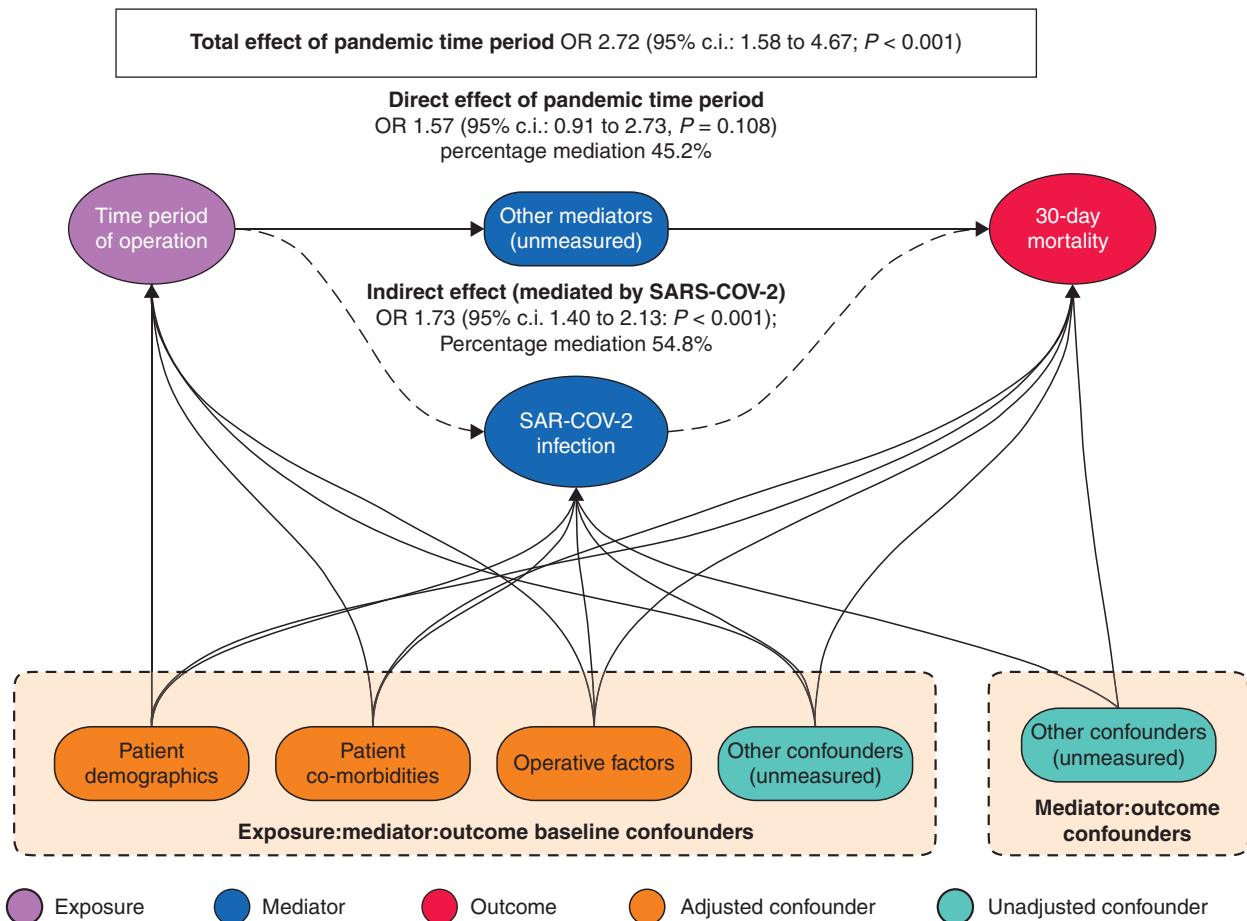 Total effect of pandemic time period OR 2.72 (95% c.i.: 1.58 to 4.67; P < 0.001)
Direct effect of pandemic time period
OR 1.57 (95% c.i.: 0.91 to 2.73, P = 0.108)
percentage mediation 45.2%
Time period
of operation
Other mediators
(unmeasured)
30-day
mortality
Indirect effect (mediated by SARS-COV-2)
OR 1.73 (95% c.i. 1.40 to 2.13: P < 0.001);
Percentage mediation 54.8%
SAR-COV-2
infection
Patient
demographics
Patient
co-morbidities
Operative factors
Other confounders
(unmeasured)
Other confounders
(unmeasured)
Exposure:mediator:outcome baseline confounders
Mediator:outcome
confounders
Exposure
Mediator
Outcome
Adjusted confounder
Unadjusted confounder